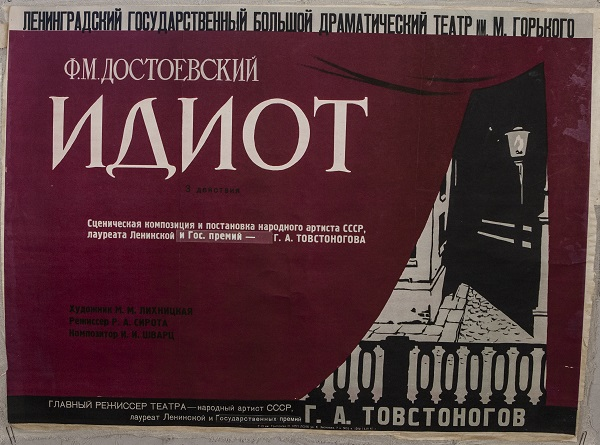 ЛЕНИНГРАДСКИЙ ГОСУДАРСТВЕННЫЙ БОЛЬШОЙ ДРАМАТИЧЕСКИЙ ТЕАТР им М. ГОРЬКОГО
Ф.М. ДОСТОЕВСКИЙ
ИДИОТ
3 действия
Сценическая композиция и постановка народного артиста СССР,
лауреата Ленинской и Гос. премий — Г. А. ТОВСТОНОГОВА
Художник М. М. ЛИХНИЦКАЯ
Режиссер Р. А. СИРОТА
Композитор И. И. ШВАРЦ
ГЛАВНЫЙ РЕЖИССЕР ТЕАТРА — народный артист СССР,
лауреат Ленинской и Государственных премий
Г. А. ТОВСТОНОГОВ